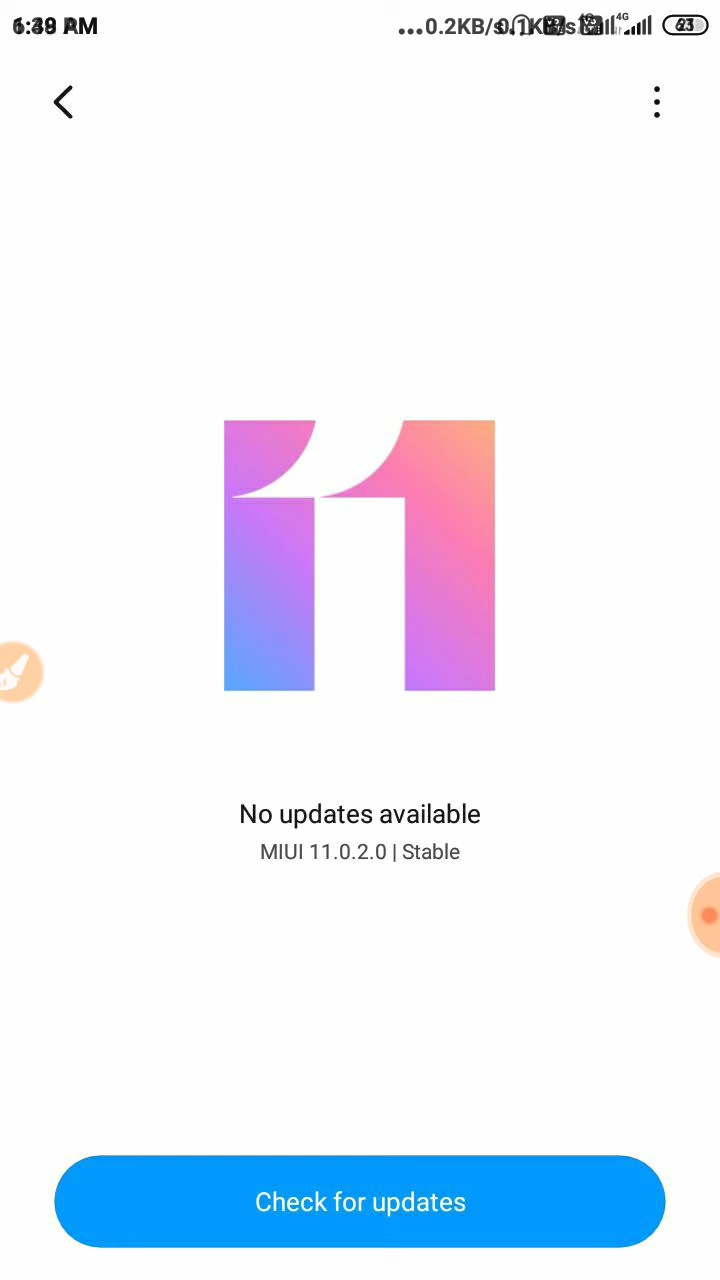 No updates available
MIUI 11.0.2.0 | Stable
Check for updates